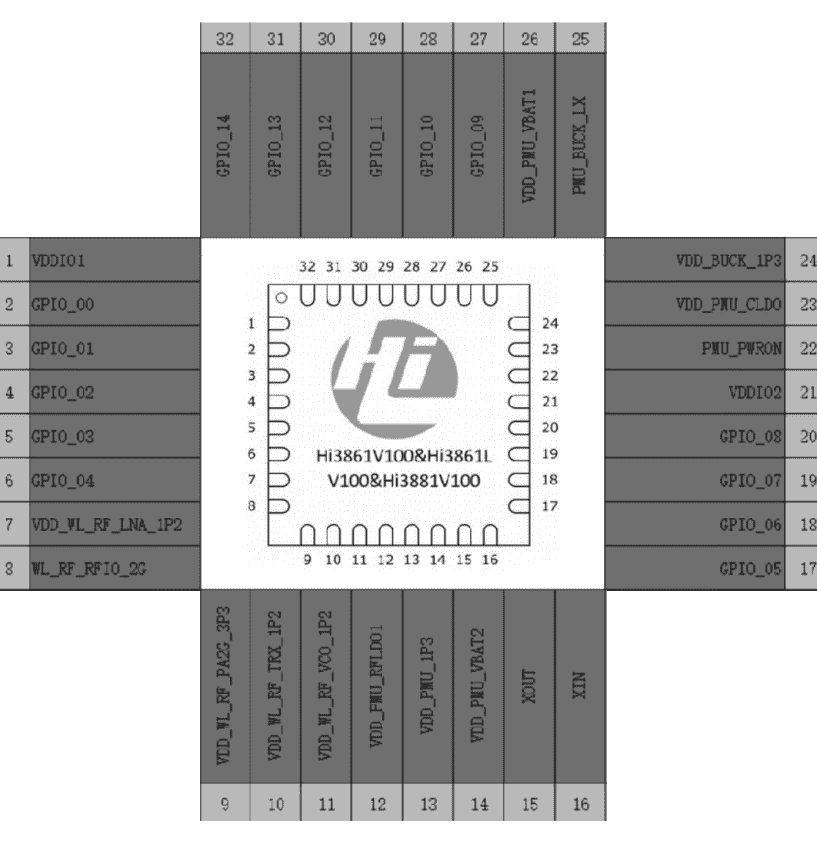 32 31 30 29 28 27 26 25
GPIO_14
GPIO_13
GPIO_12
GPIO_11
GPIO_10
GPIO_09
VDD_PMU_VBAT1
PMU_BUCK_LX
1 VDDIO1
2 GPIO_00
3 GPIO_01
4 GPIO_02
5 GPIO_03
6 GPIO_04
7 VDD_WL_RF_LNA_1P2
8 WL_RF_RFIO_2G
32 31 30 29 28 27 26 25
1
2
3
4
5
6
7
8
Hi
Hi3861V100&Hi3861L
V100&Hi3881V100
24
23
22
21
20
19
18
17
9 10 11 12 13 14 15 16
VDD_BUCK_1P3 24
VDD_PMU_CLDO 23
PMU_PWRON 22
VDDIO2 21
GPIO_08 20
GPIO_07 19
GPIO_06 18
GPIO_05 17
VDD_WL_RF_PA2G_3P3
VDD_WL_RF_TRX_1P2
VDD_WL_RF_VCO_1P2
VDD_PMU_RFLDO1
VDD_PMU_1P3
VDD_PMU_VBAT2
XOUT
XIN
9 10 11 12 13 14 15 16